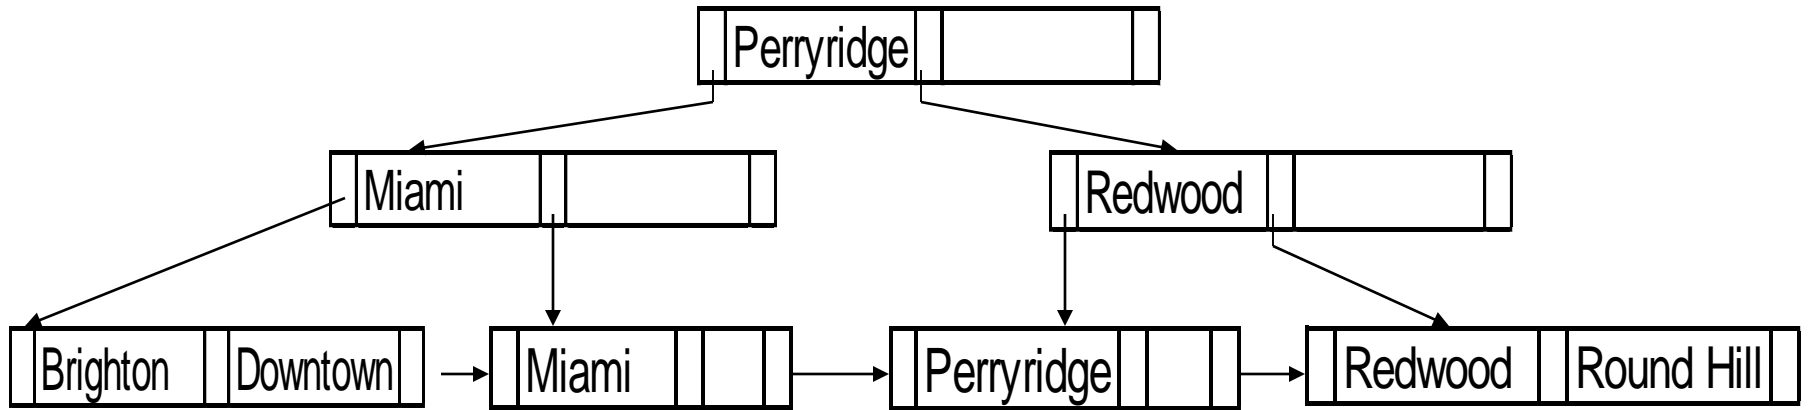 Perryridge
Miami
Redwood
Brighton Downtown
Miami
Perryridge
Redwood Round Hill